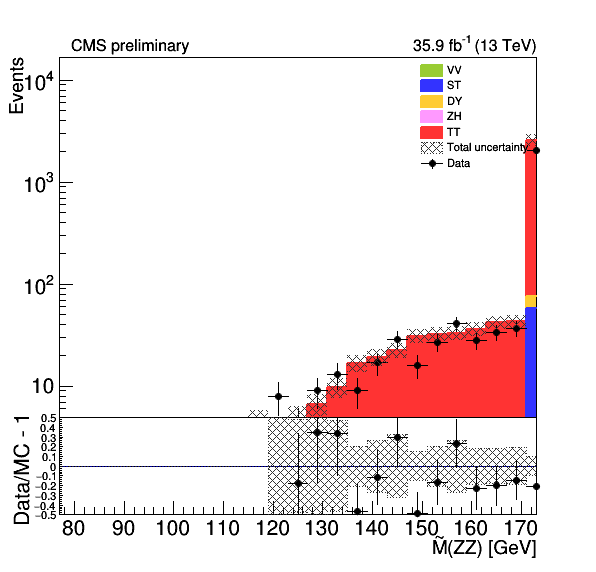 CMS preliminary
35.9 fb⁻¹ (13 TeV)
Events
10⁴
10³
10²
10
VV
ST
DY
ZH
TT
Total uncertainty
Data
Data/MC - 1
0.5
0.4
0.3
0.2
0.1
0
−0.1
−0.2
−0.3
−0.4
−0.5
80 90 100 110 120 130 140 150 160 170
M̃(ZZ) [GeV]